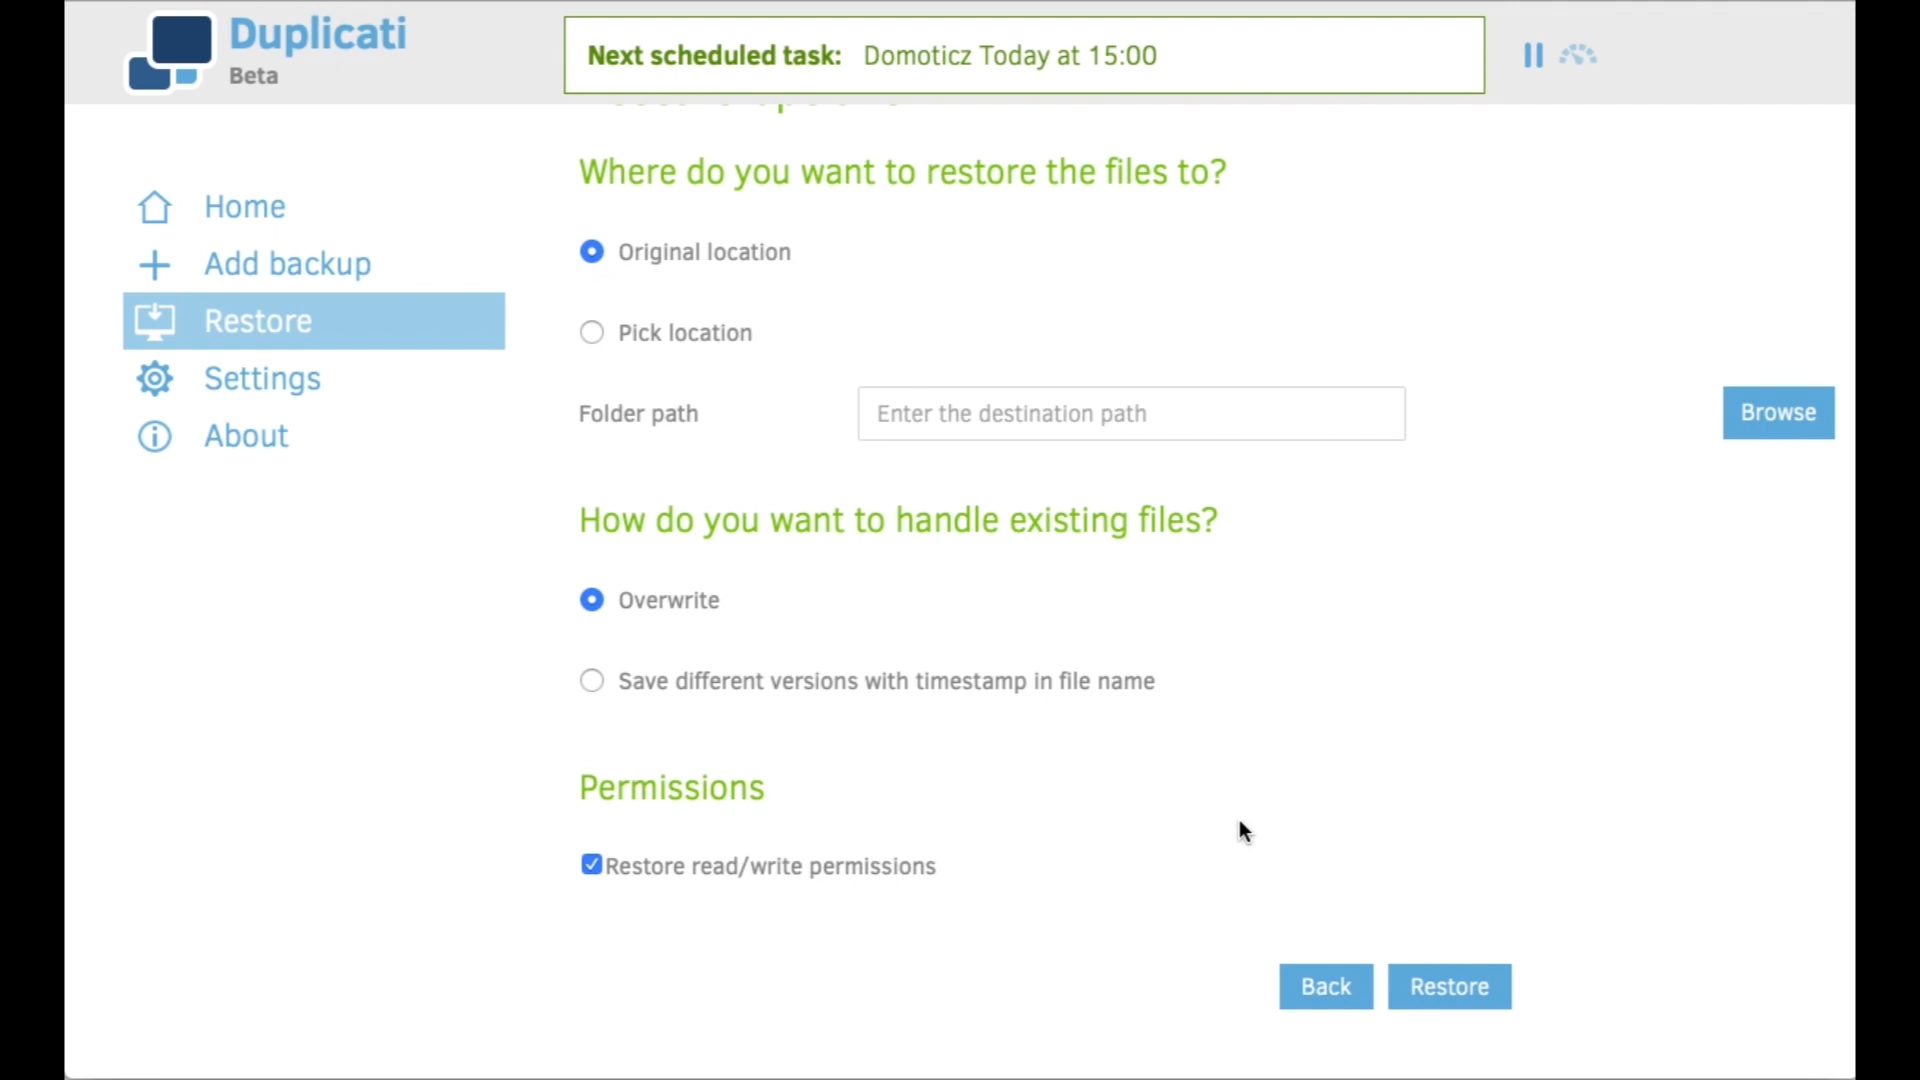 Duplicati
Beta
Next scheduled task: Domoticz Today at 15:00
Home
Add backup
Restore
Settings
About
Where do you want to restore the files to?
Original location
Pick location
Folder path
Enter the destination path
Browse
How do you want to handle existing files?
Overwrite
Save different versions with timestamp in file name
Permissions
Restore read/write permissions
Back
Restore